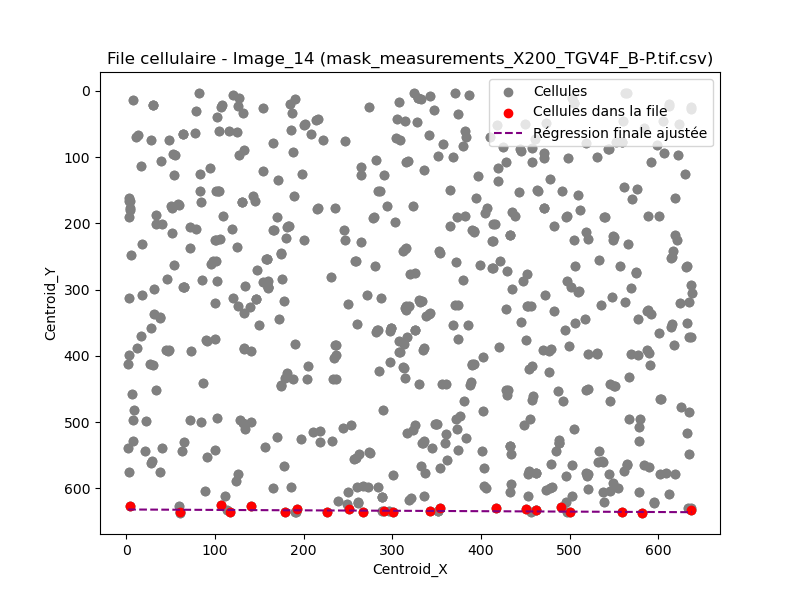 File cellulaire - Image_14 (mask_measurements_X200_TGV4F_B-P.tif.csv)
Cellules
Cellules dans la file
Régression finale ajustée
Centroid_Y
0
100
200
300
400
500
600
0 100 200 300 400 500 600
Centroid_X